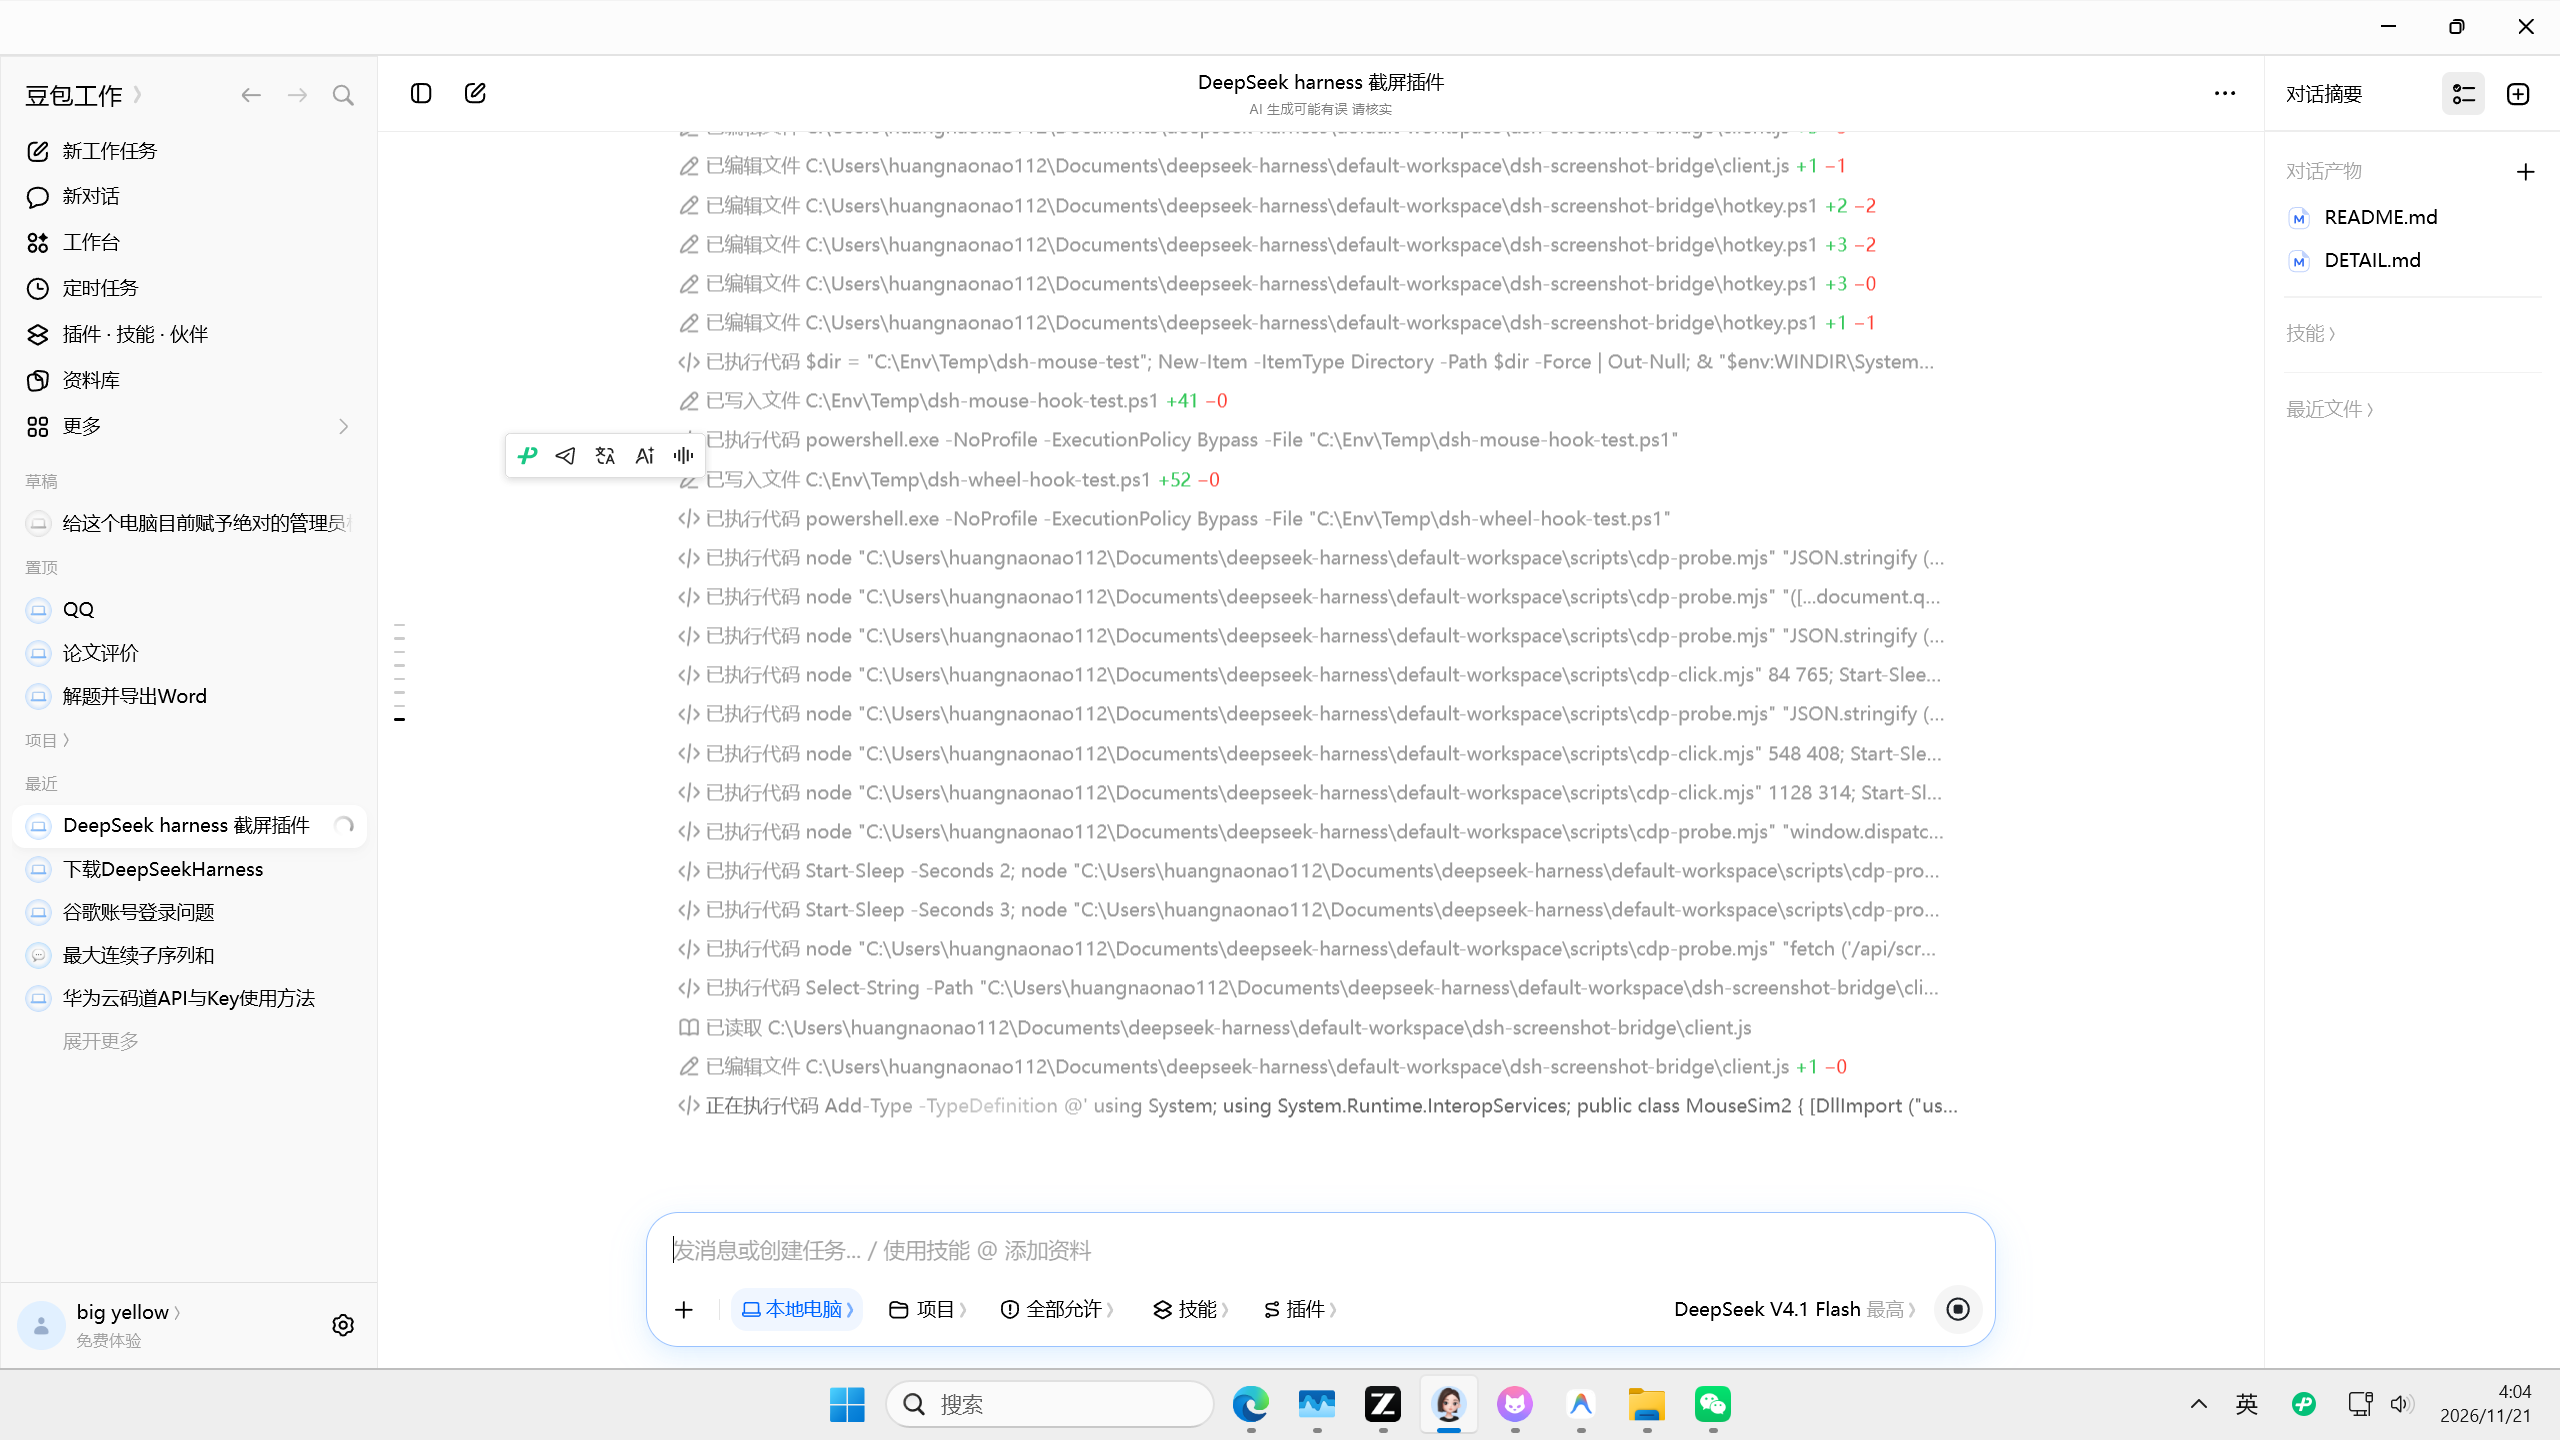 豆包工作 〉
新工作任务
新对话
工作台
定时任务
插件 · 技能 · 伙伴
资料库
更多
草稿
给这个电脑目前赋予绝对的管理员
置顶
QQ
论文评价
解题并导出Word
项目 〉
最近
DeepSeek harness 截屏插件
下载DeepSeekHarness
谷歌账号登录问题
最大连续子序列和
华为云码道API与Key使用方法
展开更多
big yellow 〉
免费体验
DeepSeek harness 截屏插件
AI 生成可能有误 请核实
已编辑文件 C:\Users\huangnaonao112\Documents\deepseek-harness\default-workspace\dsh-screenshot-bridge\client.js
已编辑文件 C:\Users\huangnaonao112\Documents\deepseek-harness\default-workspace\dsh-screenshot-bridge\client.js +1 −1
已编辑文件 C:\Users\huangnaonao112\Documents\deepseek-harness\default-workspace\dsh-screenshot-bridge\hotkey.ps1 +2 −2
已编辑文件 C:\Users\huangnaonao112\Documents\deepseek-harness\default-workspace\dsh-screenshot-bridge\hotkey.ps1 +3 −2
已编辑文件 C:\Users\huangnaonao112\Documents\deepseek-harness\default-workspace\dsh-screenshot-bridge\hotkey.ps1 +3 −0
已编辑文件 C:\Users\huangnaonao112\Documents\deepseek-harness\default-workspace\dsh-screenshot-bridge\hotkey.ps1 +1 −1
已执行代码 $dir = "C:\Env\Temp\dsh-mouse-test"; New-Item -ItemType Directory -Path $dir -Force | Out-Null; & "$env:WINDIR\System...
已写入文件 C:\Env\Temp\dsh-mouse-hook-test.ps1 +41 −0
已执行代码 powershell.exe -NoProfile -ExecutionPolicy Bypass -File "C:\Env\Temp\dsh-mouse-hook-test.ps1"
已写入文件 C:\Env\Temp\dsh-wheel-hook-test.ps1 +52 −0
已执行代码 powershell.exe -NoProfile -ExecutionPolicy Bypass -File "C:\Env\Temp\dsh-wheel-hook-test.ps1"
已执行代码 node "C:\Users\huangnaonao112\Documents\deepseek-harness\default-workspace\scripts\cdp-probe.mjs" "JSON.stringify (...
已执行代码 node "C:\Users\huangnaonao112\Documents\deepseek-harness\default-workspace\scripts\cdp-probe.mjs" "([...document.q...
已执行代码 node "C:\Users\huangnaonao112\Documents\deepseek-harness\default-workspace\scripts\cdp-probe.mjs" "JSON.stringify (...
已执行代码 node "C:\Users\huangnaonao112\Documents\deepseek-harness\default-workspace\scripts\cdp-click.mjs" 84 765; Start-Slee...
已执行代码 node "C:\Users\huangnaonao112\Documents\deepseek-harness\default-workspace\scripts\cdp-probe.mjs" "JSON.stringify (...
已执行代码 node "C:\Users\huangnaonao112\Documents\deepseek-harness\default-workspace\scripts\cdp-click.mjs" 548 408; Start-Sle...
已执行代码 node "C:\Users\huangnaonao112\Documents\deepseek-harness\default-workspace\scripts\cdp-click.mjs" 1128 314; Start-Sl...
已执行代码 node "C:\Users\huangnaonao112\Documents\deepseek-harness\default-workspace\scripts\cdp-probe.mjs" "window.dispatc...
已执行代码 Start-Sleep -Seconds 2; node "C:\Users\huangnaonao112\Documents\deepseek-harness\default-workspace\scripts\cdp-pro...
已执行代码 Start-Sleep -Seconds 3; node "C:\Users\huangnaonao112\Documents\deepseek-harness\default-workspace\scripts\cdp-pro...
已执行代码 node "C:\Users\huangnaonao112\Documents\deepseek-harness\default-workspace\scripts\cdp-probe.mjs" "fetch ('/api/scr...
已执行代码 Select-String -Path "C:\Users\huangnaonao112\Documents\deepseek-harness\default-workspace\dsh-screenshot-bridge\cli...
已读取 C:\Users\huangnaonao112\Documents\deepseek-harness\default-workspace\dsh-screenshot-bridge\client.js
已编辑文件 C:\Users\huangnaonao112\Documents\deepseek-harness\default-workspace\dsh-screenshot-bridge\client.js +1 −0
正在执行代码 Add-Type -TypeDefinition @' using System; using System.Runtime.InteropServices; public class MouseSim2 { [DllImport ("us...
发消息或创建任务... / 使用技能 @ 添加资料
本地电脑 〉 项目 〉 全部允许 〉 技能 〉 插件 〉 DeepSeek V4.1 Flash 最高 〉
对话摘要
对话产物
README.md
DETAIL.md
技能 〉
最近文件 〉
搜索
英
4:04
2026/11/21